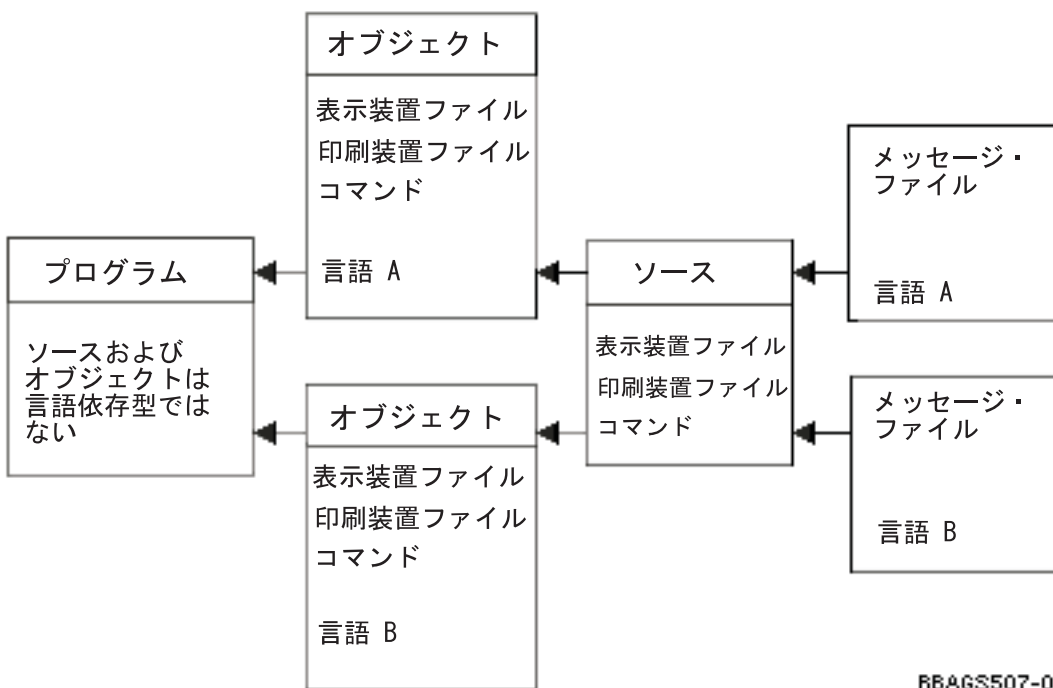 オブジェクト
表示装置ファイル
印刷装置ファイル
コマンド
言語 A
プログラム
ソースおよび
オブジェクトは
言語依存型では
ない
オブジェクト
表示装置ファイル
印刷装置ファイル
コマンド
言語 B
ソース
表示装置ファイル
印刷装置ファイル
コマンド
メッセージ・
ファイル
言語 A
メッセージ・
ファイル
言語 B
RBAGS507-0